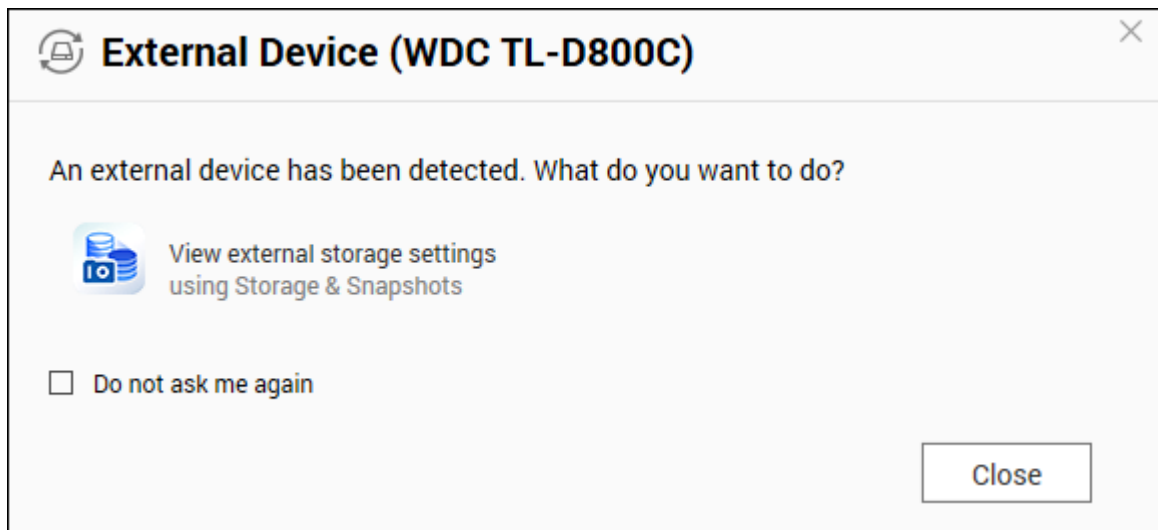 External Device (WDC TL-D800C)
An external device has been detected. What do you want to do?
View external storage settings
using Storage & Snapshots
Do not ask me again
Close